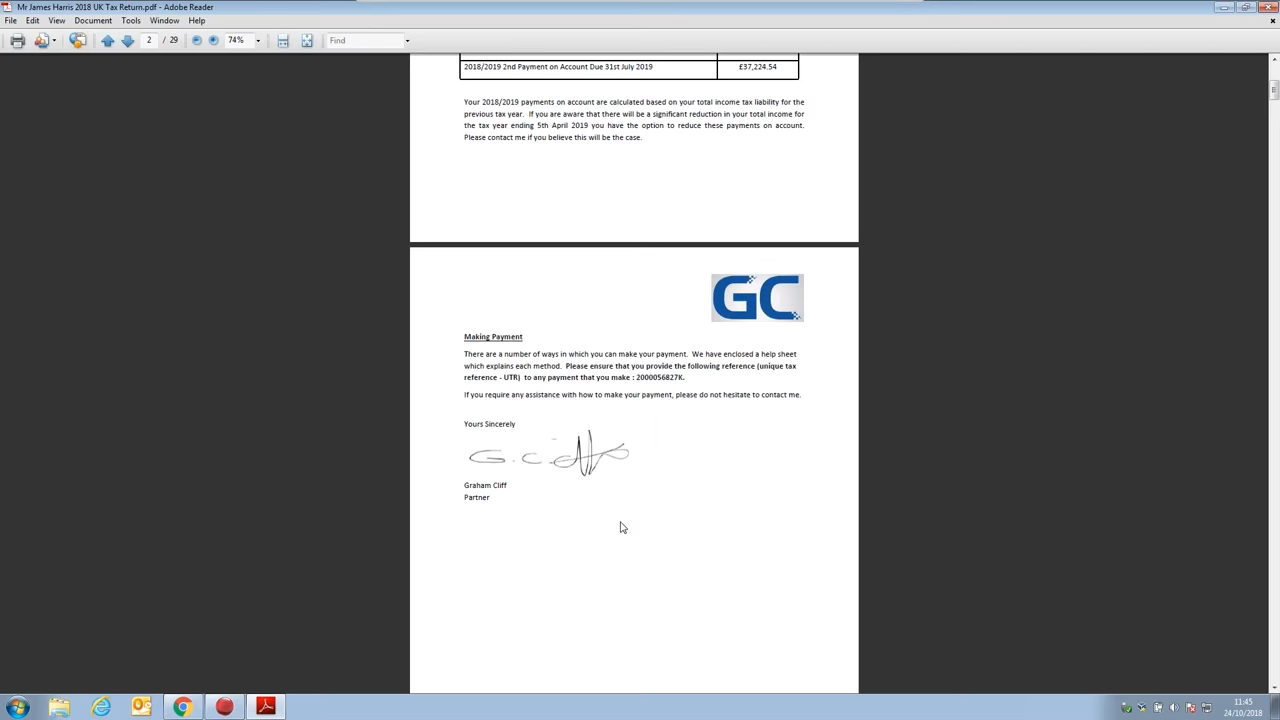 Mr James Harris 2018 UK Tax Return.pdf - Adobe Reader
File Edit View Document Tools Window Help
2 / 29 74% Find
2018/2019 2nd Payment on Account Due 31st July 2019 £37,224.54
Your 2018/2019 payments on account are calculated based on your total income tax liability for the
previous tax year. If you are aware that there will be a significant reduction in your total income for
the tax year ending 5th April 2019 you have the option to reduce these payments on account.
Please contact me if you believe this will be the case.
GC
Making Payment
There are a number of ways in which you can make your payment. We have enclosed a help sheet
which explains each method. Please ensure that you provide the following reference (unique tax
reference - UTR) to any payment that you make : 2000056827K.
If you require any assistance with how to make your payment, please do not hesitate to contact me.
Yours Sincerely
Graham Cliff
Partner
11:45
24/10/2018